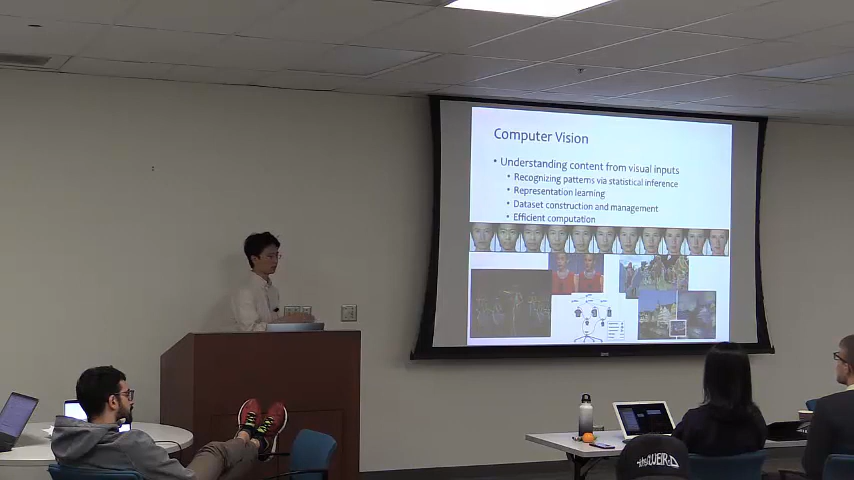 Computer Vision
• Understanding content from visual inputs
• Recognizing patterns via statistical inference
• Representation learning
• Dataset construction and management
• Efficient computation
WEIRD